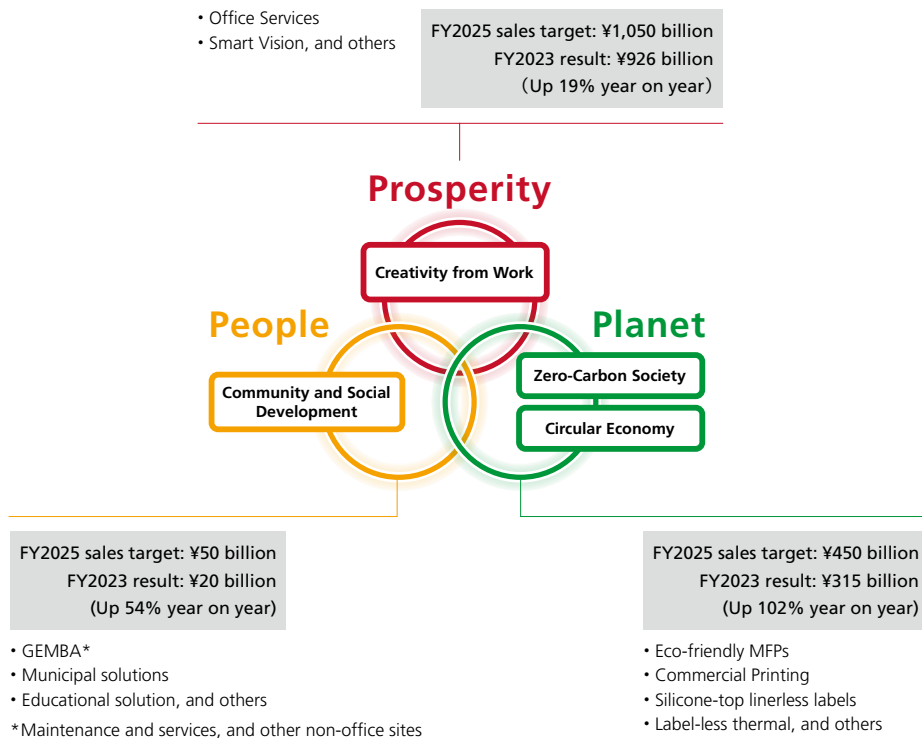 • Office Services
• Smart Vision, and others
FY2025 sales target: ¥1,050 billion
FY2023 result: ¥926 billion
(Up 19% year on year)
Prosperity
Creativity from Work
People
Planet
Community and Social
Development
Zero-Carbon Society
Circular Economy
FY2025 sales target: ¥50 billion
FY2023 result: ¥20 billion
(Up 54% year on year)
• GEMBA*
• Municipal solutions
• Educational solution, and others
*Maintenance and services, and other non-office sites
FY2025 sales target: ¥450 billion
FY2023 result: ¥315 billion
(Up 102% year on year)
• Eco-friendly MFPs
• Commercial Printing
• Silicone-top linerless labels
• Label-less thermal, and others